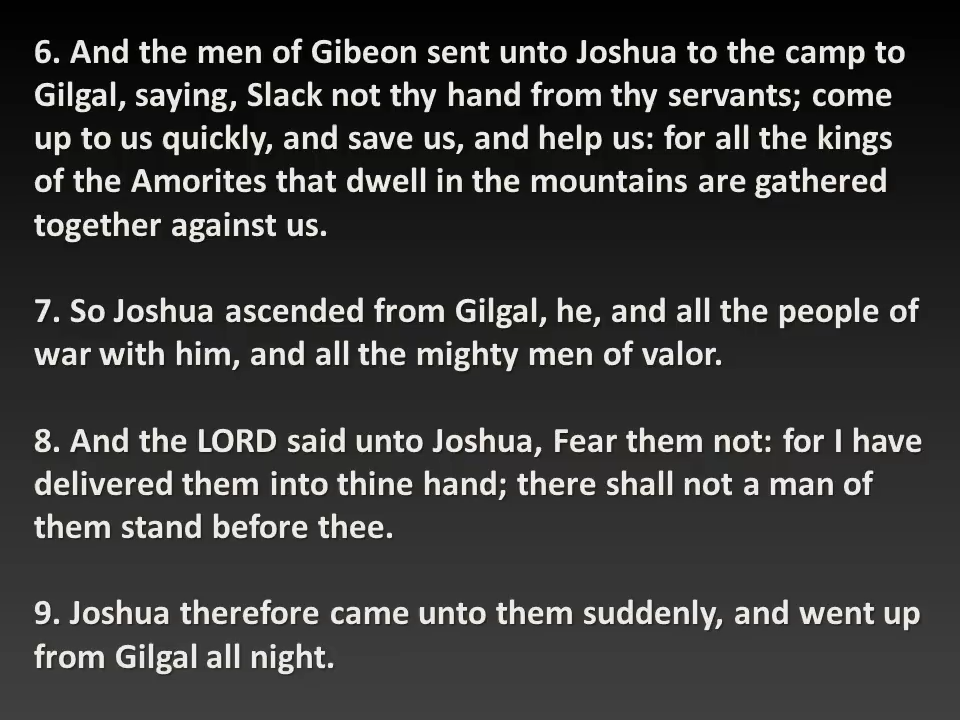 6. And the men of Gibeon sent unto Joshua to the camp to
Gilgal, saying, Slack not thy hand from thy servants; come
up to us quickly, and save us, and help us: for all the kings
of the Amorites that dwell in the mountains are gathered
together against us.
7. So Joshua ascended from Gilgal, he, and all the people of
war with him, and all the mighty men of valor.
8. And the LORD said unto Joshua, Fear them not: for I have
delivered them into thine hand; there shall not a man of
them stand before thee.
9. Joshua therefore came unto them suddenly, and went up
from Gilgal all night.